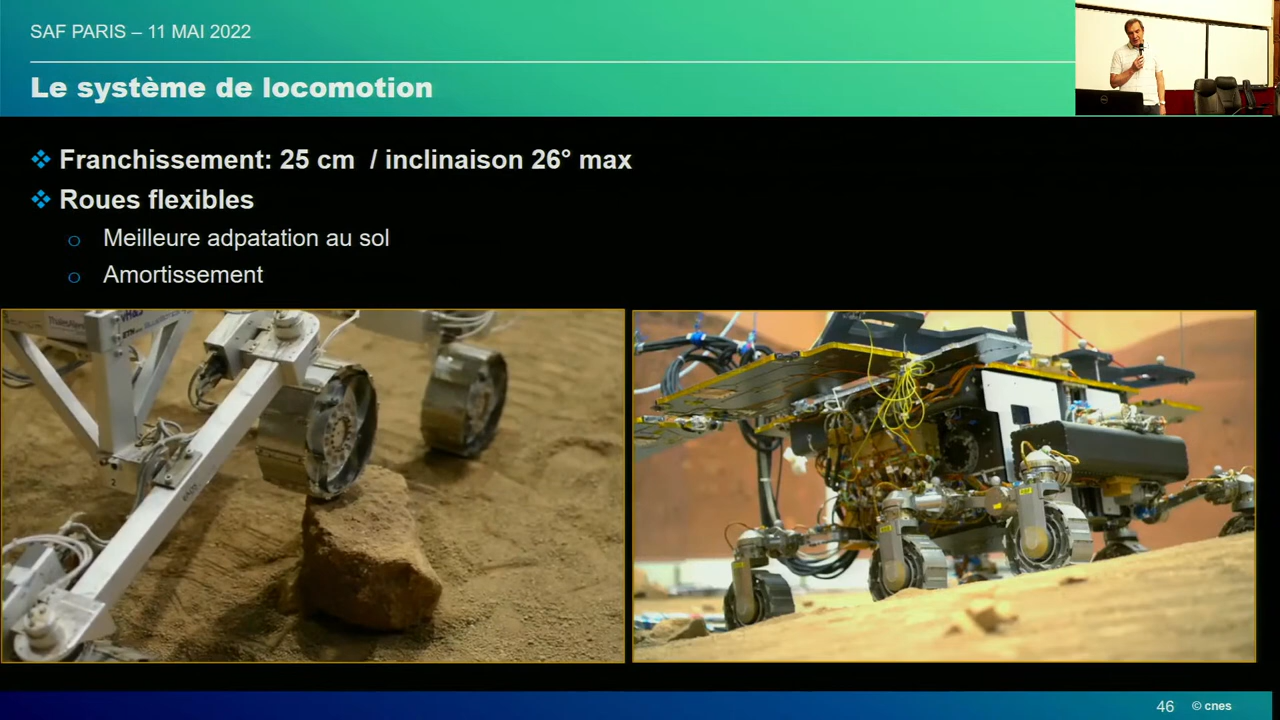 SAF PARIS – 11 MAI 2022
Le système de locomotion
❖ Franchissement: 25 cm / inclinaison 26° max
❖ Roues flexibles
o Meilleure adpatation au sol
o Amortissement
46 © cnes